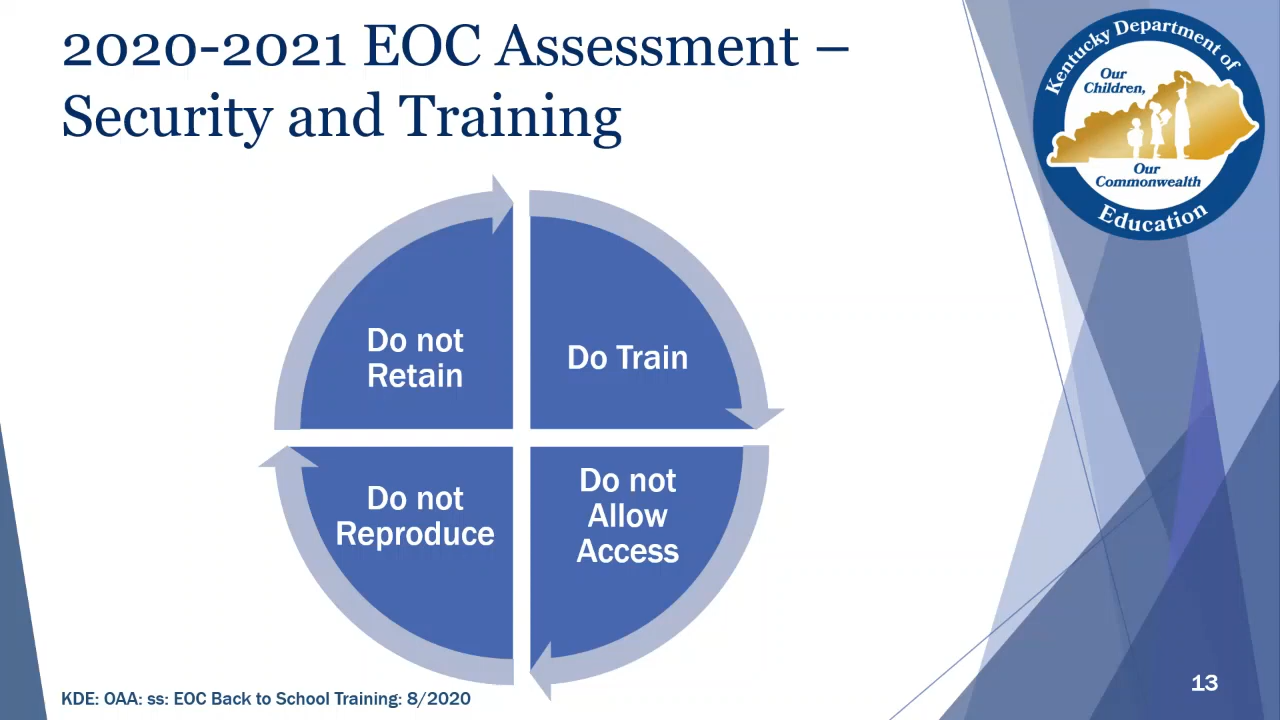 2020-2021 EOC Assessment –
Security and Training
Kentucky Department of
Our
Children,
Our
Commonwealth
Education
Do not
Retain
Do Train
Do not
Reproduce
Do not
Allow
Access
KDE: OAA: ss: EOC Back to School Training: 8/2020
13